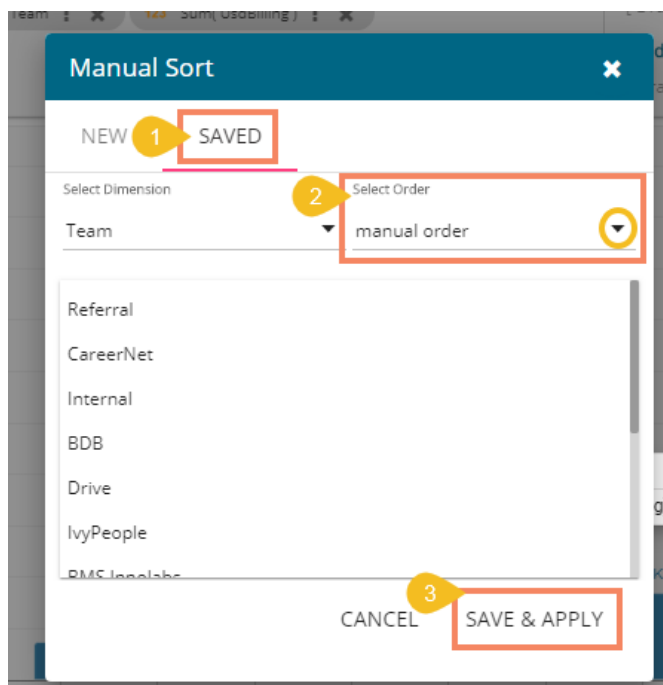 Team
123 Sum( UsdBilling )
Manual Sort
NEW 1 SAVED
Select Dimension 2 Select Order
Team manual order
Referral
CareerNet
Internal
BDB
Drive
IvyPeople
3
CANCEL SAVE & APPLY